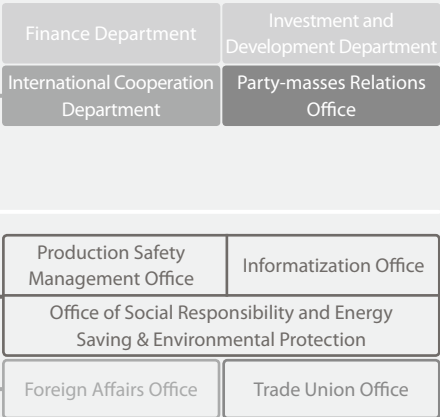 Finance Department
Investment and
Development Department
International Cooperation
Department
Party-masses Relations
Office
Production Safety
Management Office
Informatization Office
Office of Social Responsibility and Energy
Saving & Environmental Protection
Foreign Affairs Office
Trade Union Office